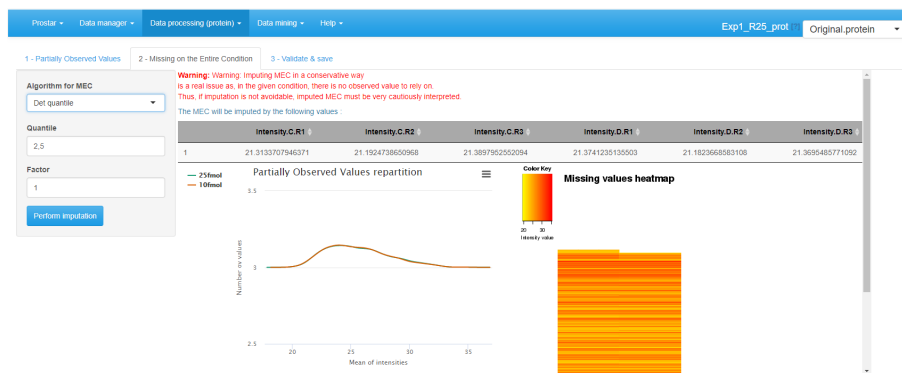 Prostar Data manager Data processing (protein) Data mining Help Exp1_R25_prot Original.protein
1 - Partially Observed Values 2 - Missing on the Entire Condition 3 - Validate & save
Algorithm for MEC
Det quantile
Quantile
2,5
Factor
1
Perform imputation
Warning: Warning: Imputing MEC in a conservative way
is a real issue as, in the given condition, there is no observed value to rely on.
Thus, if imputation is not avoidable, imputed MEC must be very cautiously interpreted.
The MEC will be imputed by the following values :
Intensity.C.R1 Intensity.C.R2 Intensity.C.R3 Intensity.D.R1 Intensity.D.R2 Intensity.D.R3
1 21.3133707946371 21.1924738650968 21.3897952552094 21.3741235135503 21.1823668583108 21.3695485771092
25fmol
10fmol
Partially Observed Values repartition
3.5
3
2.5
Number ov values
20 25 30 35
Mean of intensities
Color Key
20 30
Intensity value
Missing values heatmap